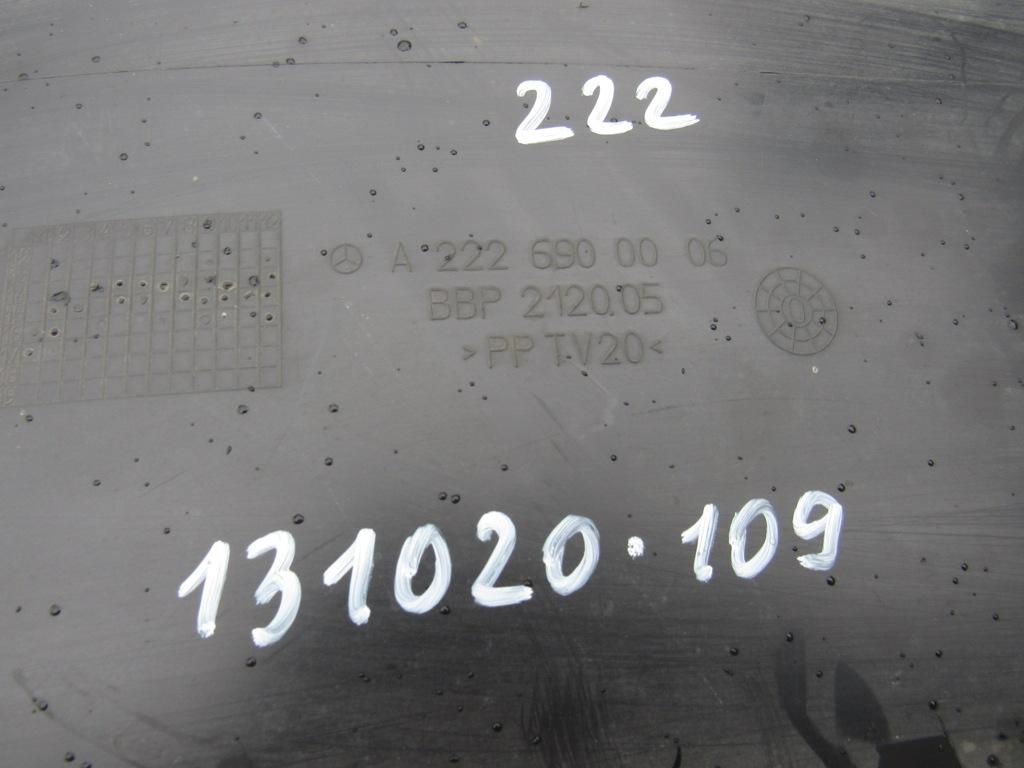 222
A 222 690 00 06
BBP 2120.05
>PP TV20<
131020.109